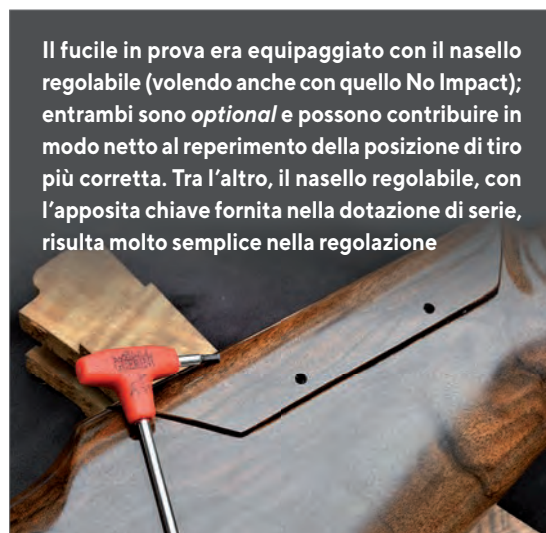 Il fucile in prova era equipaggiato con il nasello
regolabile (volendo anche con quello No Impact);
entrambi sono optional e possono contribuire in
modo netto al reperimento della posizione di tiro
più corretta. Tra l’altro, il nasello regolabile, con
l’apposita chiave fornita nella dotazione di serie,
risulta molto semplice nella regolazione